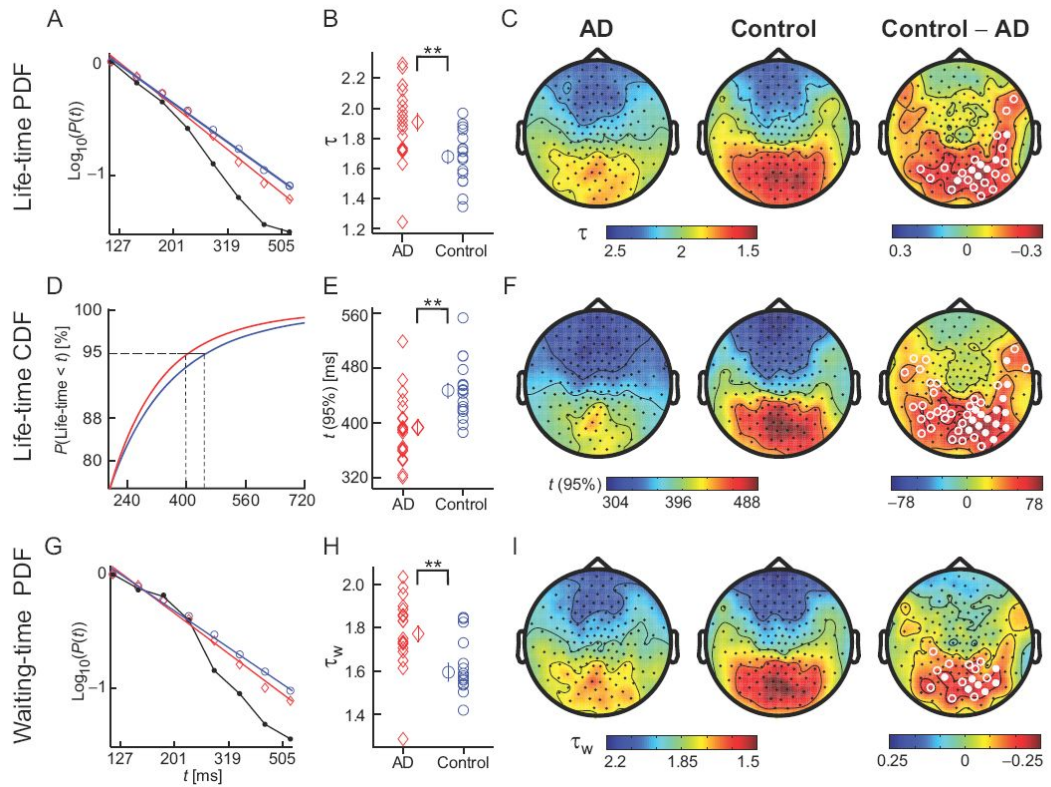 A
B
C
AD
Control
Control – AD
Life-time PDF
Log10(P(t))
0
−1
127 201 319 505
τ
2.2
2.0
1.8
1.6
1.4
1.2
**
AD Control
τ
2.5 2 1.5
0.3 0 −0.3
D
E
F
Life-time CDF
P(Life-time < t) [%]
100
95
88
80
240 400 560 720
t (95%) [ms]
560
480
400
320
**
AD Control
t (95%)
304 396 488
−78 0 78
G
H
I
Waiting-time PDF
Log10(P(t))
0
−1
127 201 319 505
t [ms]
τw
2.0
1.8
1.6
1.4
**
AD Control
τw
2.2 1.85 1.5
0.25 0 −0.25